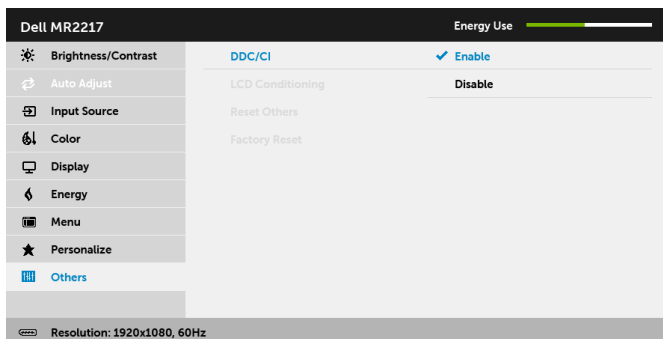 Dell MR2217 Energy Use
Brightness/Contrast DDC/CI Enable
Auto Adjust LCD Conditioning Disable
Input Source Reset Others
Color Factory Reset
Display
Energy
Menu
Personalize
Others
Resolution: 1920x1080, 60Hz